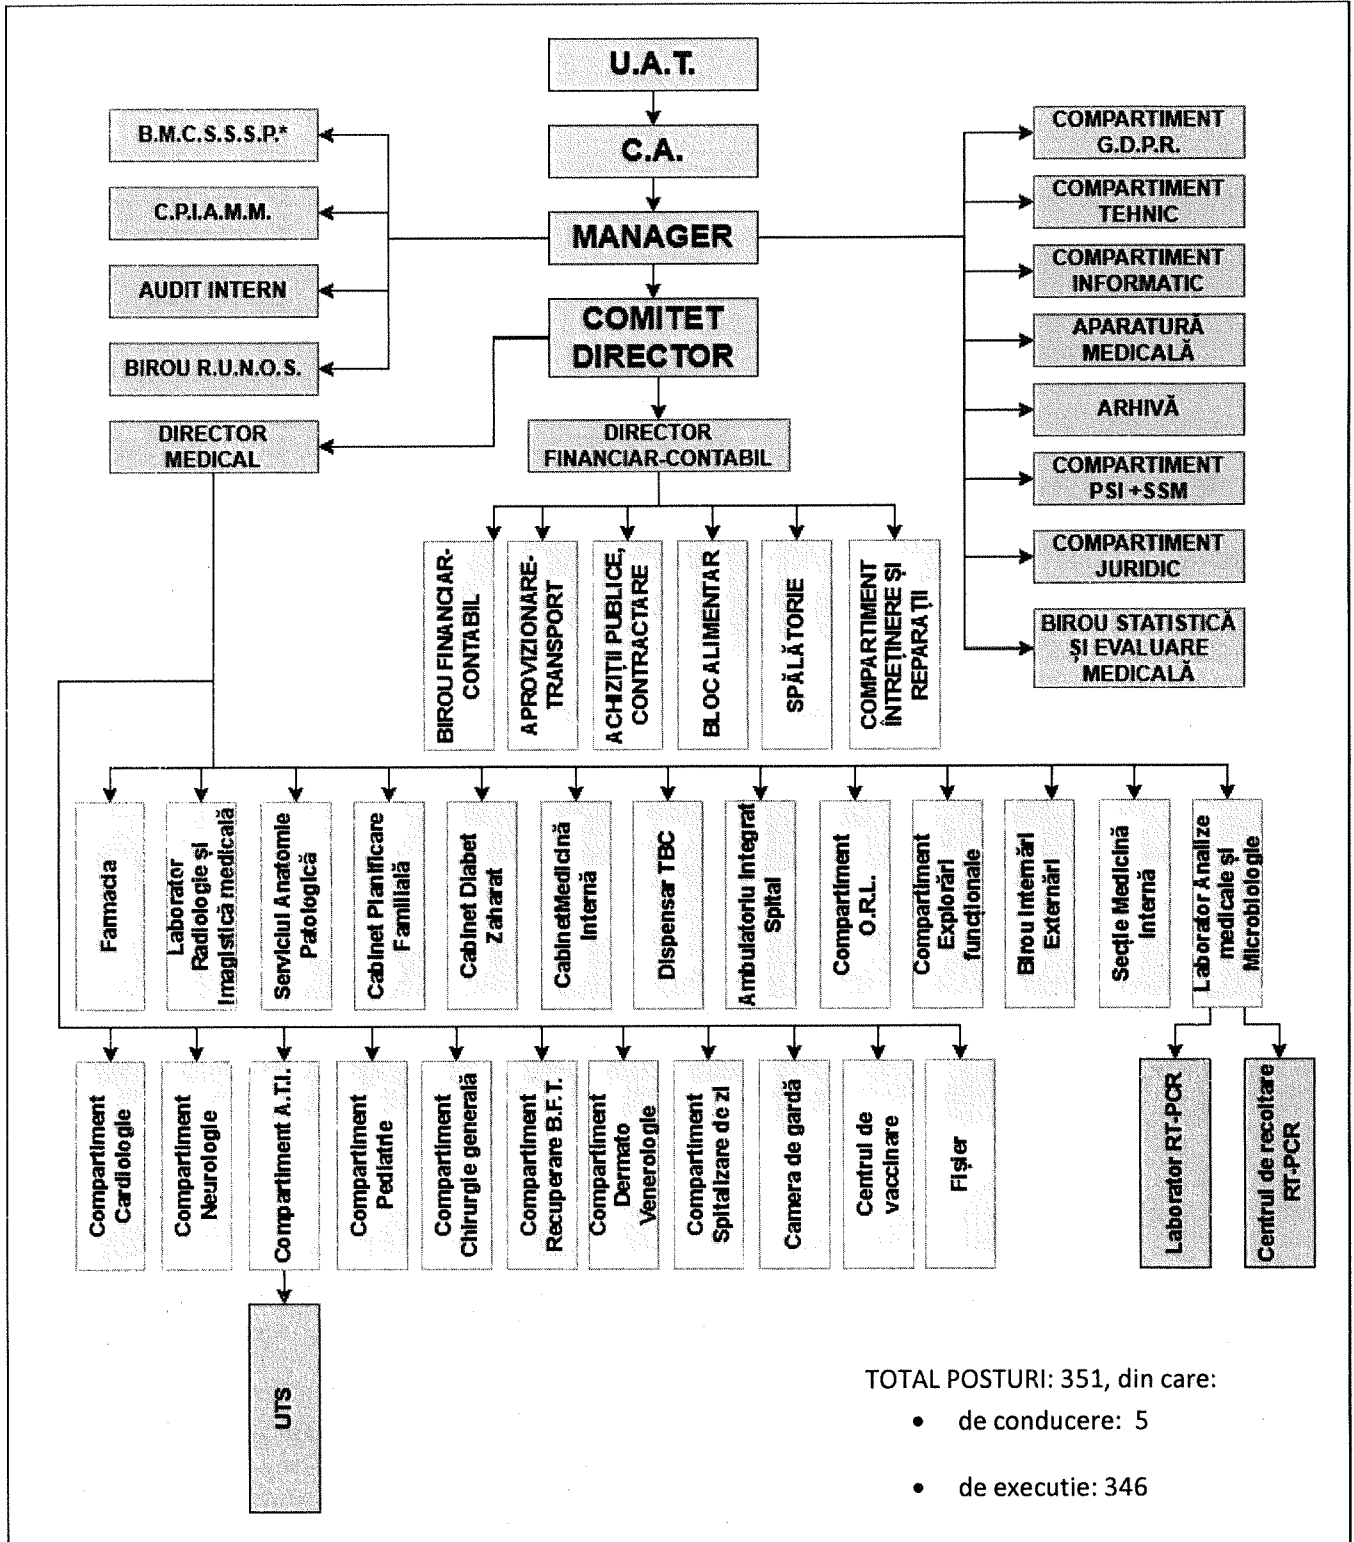 U.A.T.
C.A.
MANAGER
COMITET
DIRECTOR
B.M.C.S.S.S.P.*
C.P.I.A.M.M.
AUDIT INTERN
BIROU R.U.N.O.S.
DIRECTOR
MEDICAL
DIRECTOR
FINANCIAR-CONTABIL
COMPARTIMENT
G.D.P.R.
COMPARTIMENT
TEHNIC
COMPARTIMENT
INFORMATIC
APARATURĂ
MEDICALĂ
ARHIVĂ
COMPARTIMENT
PSI +SSM
COMPARTIMENT
JURIDIC
BIROU STATISTICĂ
ȘI EVALUARE
MEDICALĂ
BIROU FINANCIAR-
CONTABIL
APROVIZIONARE-
TRANSPORT
ACHIZIȚII PUBLICE,
CONTRACTARE
BLOC ALIMENTAR
SPĂLĂTORIE
COMPARTIMENT
ÎNTREȚINERE ȘI
REPARAȚII
Farmacia
Laborator
Radiologie și
Imagistică medicală
Serviciul Anatomie
Patologică
Cabinet Planificare
Familială
Cabinet Diabet
Zaharat
CabinetMedicină
Internă
Dispensar TBC
Ambulatoriu Integrat
Spital
Compartiment
O.R.L.
Compartiment
Explorări
funcționale
Birou Internări
Externări
Secție Medicină
Internă
Laborator Analize
medicale și
Microbiologie
Compartiment
Cardiologie
Compartiment
Neurologie
Compartiment A.T.I.
Compartiment
Pediatrie
Compartiment
Chirurgie generală
Compartiment
Recuperare B.F.T.
Compartiment
Dermato
Venerologie
Compartiment
Spitalizare de zi
Camera de gardă
Centrul de
vaccinare
Fișier
Laborator RT-PCR
Centrul de recoltare
RT-PCR
UTS
TOTAL POSTURI: 351, din care:
• de conducere: 5
• de executie: 346